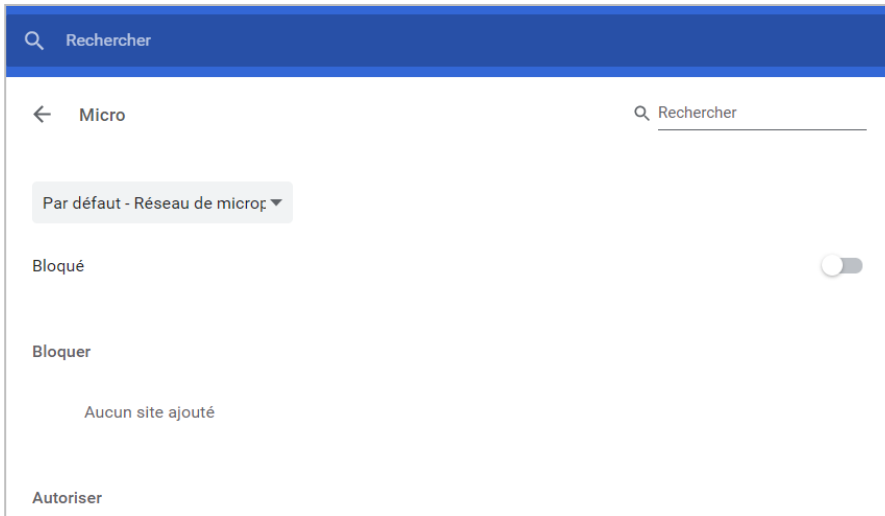 Rechercher
Micro
Rechercher
Par défaut - Réseau de microp
Bloqué
Bloquer
Aucun site ajouté
Autoriser